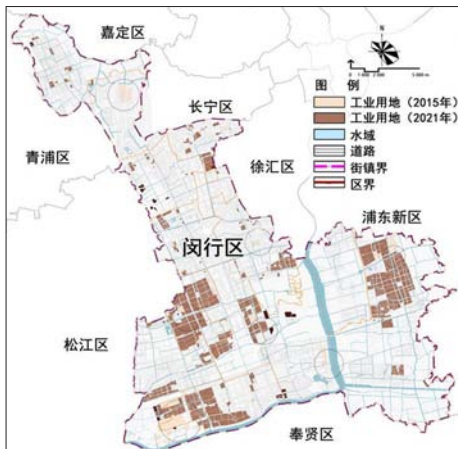 嘉定区
长宁区
青浦区
徐汇区
浦东新区
闵行区
松江区
奉贤区
图 例
工业用地（2015年）
工业用地（2021年）
水域
道路
街镇界
区界